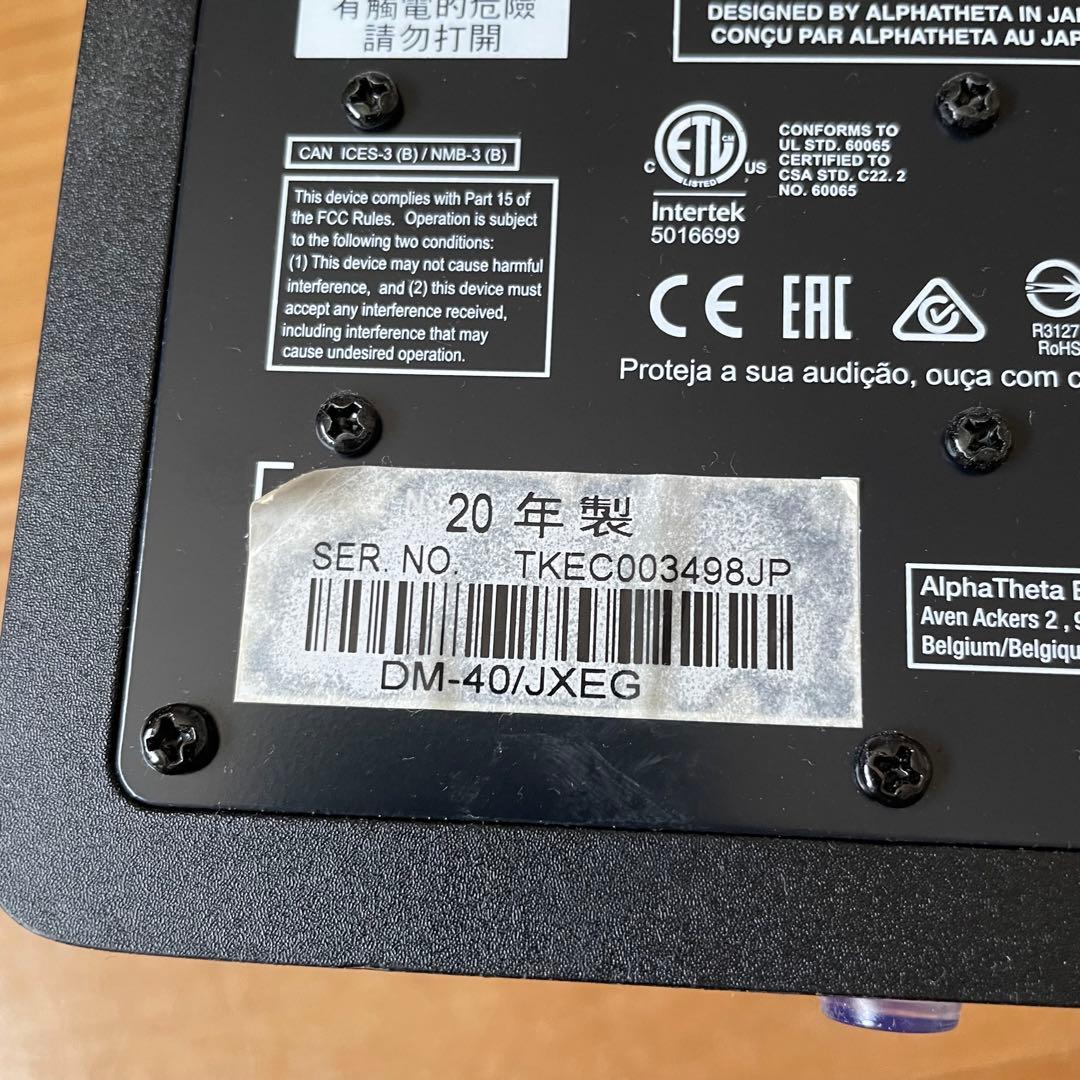 有觸電的危險
請勿打開
DESIGNED BY ALPHATHETA IN
CONÇU PAR ALPHATHETA AU
CAN ICES-3 (B) / NMB-3 (B)
This device complies with Part 15 of
the FCC Rules. Operation is subject
to the following two conditions:
(1) This device may not cause harmful
interference, and (2) this device must
accept any interference received,
including interference that may
cause undesired operation.
C ETL CM US
LISTED
Intertek
5016699
CONFORMS TO
UL STD. 60065
CERTIFIED TO
CSA STD. C22. 2
NO. 60065
CE EAC
R3127
RoHS
Proteja a sua audição, ouça com
20 年 製
SER. NO. TKEC003498JP
DM-40/JXEG
AlphaTheta
Aven Ackers 2 ,
Belgium/Belgique